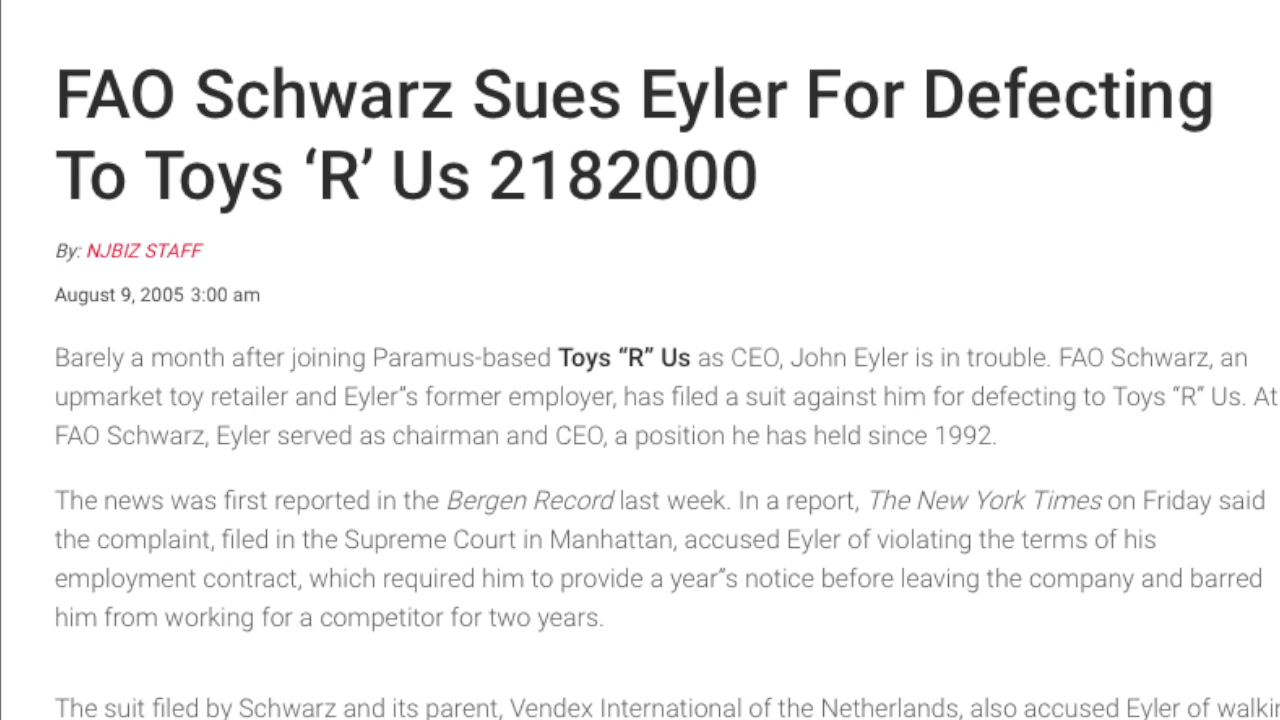 FAO Schwarz Sues Eyler For Defecting
To Toys ‘R’ Us 2182000
By: NJBIZ STAFF
August 9, 2005 3:00 am
Barely a month after joining Paramus-based Toys “R” Us as CEO, John Eyler is in trouble. FAO Schwarz, an
upmarket toy retailer and Eyler”s former employer, has filed a suit against him for defecting to Toys “R” Us. At
FAO Schwarz, Eyler served as chairman and CEO, a position he has held since 1992.
The news was first reported in the Bergen Record last week. In a report, The New York Times on Friday said
the complaint, filed in the Supreme Court in Manhattan, accused Eyler of violating the terms of his
employment contract, which required him to provide a year”s notice before leaving the company and barred
him from working for a competitor for two years.
The suit filed by Schwarz and its parent, Vendex International of the Netherlands, also accused Eyler of